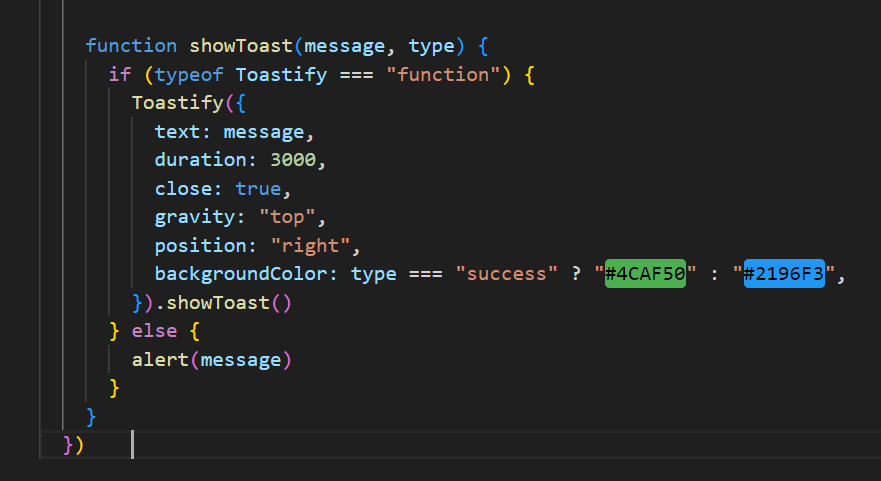 function showToast(message, type) {
if (typeof Toastify === "function") {
Toastify({
text: message,
duration: 3000,
close: true,
gravity: "top",
position: "right",
backgroundColor: type === "success" ? "#4CAF50" : "#2196F3",
}).showToast()
} else {
alert(message)
}
}
})